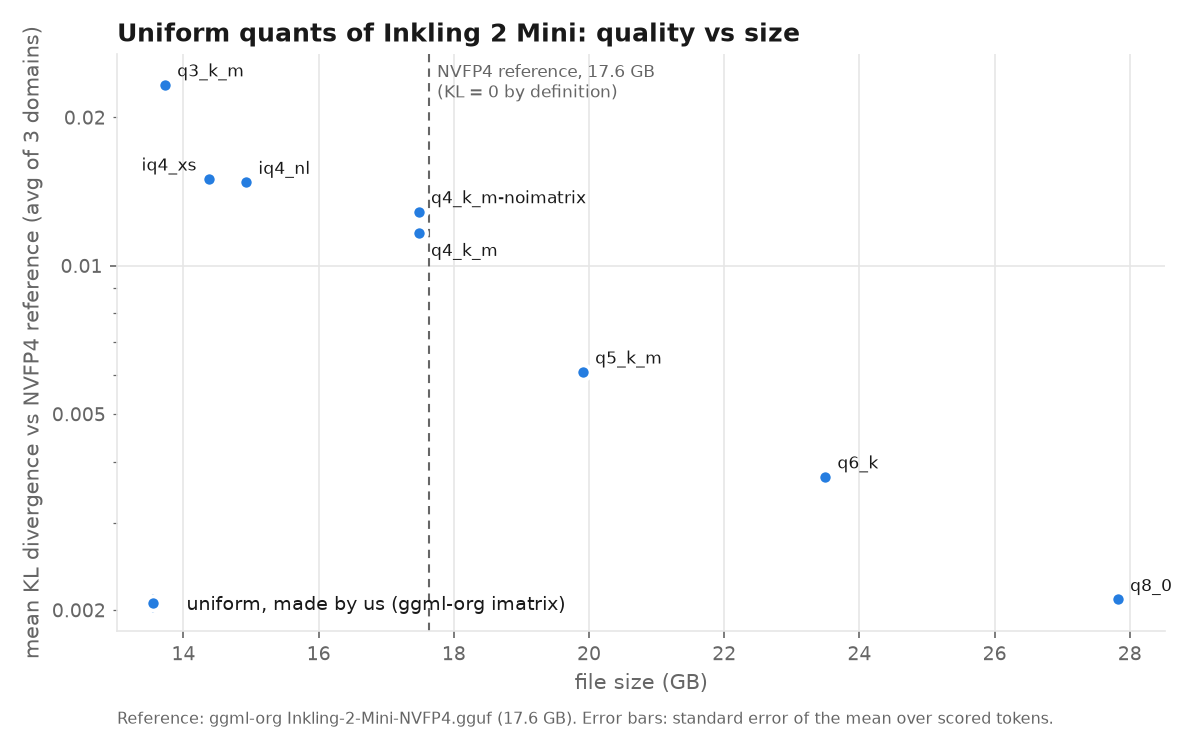 Uniform quants of Inkling 2 Mini: quality vs size
mean KL divergence vs NVFP4 reference (avg of 3 domains)
NVFP4 reference, 17.6 GB
(KL = 0 by definition)
q3_k_m
0.02
iq4_xs
iq4_nl
q4_k_m-noimatrix
q4_k_m
0.01
q5_k_m
0.005
q6_k
q8_0
0.002
uniform, made by us (ggml-org imatrix)
14 16 18 20 22 24 26 28
file size (GB)
Reference: ggml-org Inkling-2-Mini-NVFP4.gguf (17.6 GB). Error bars: standard error of the mean over scored tokens.